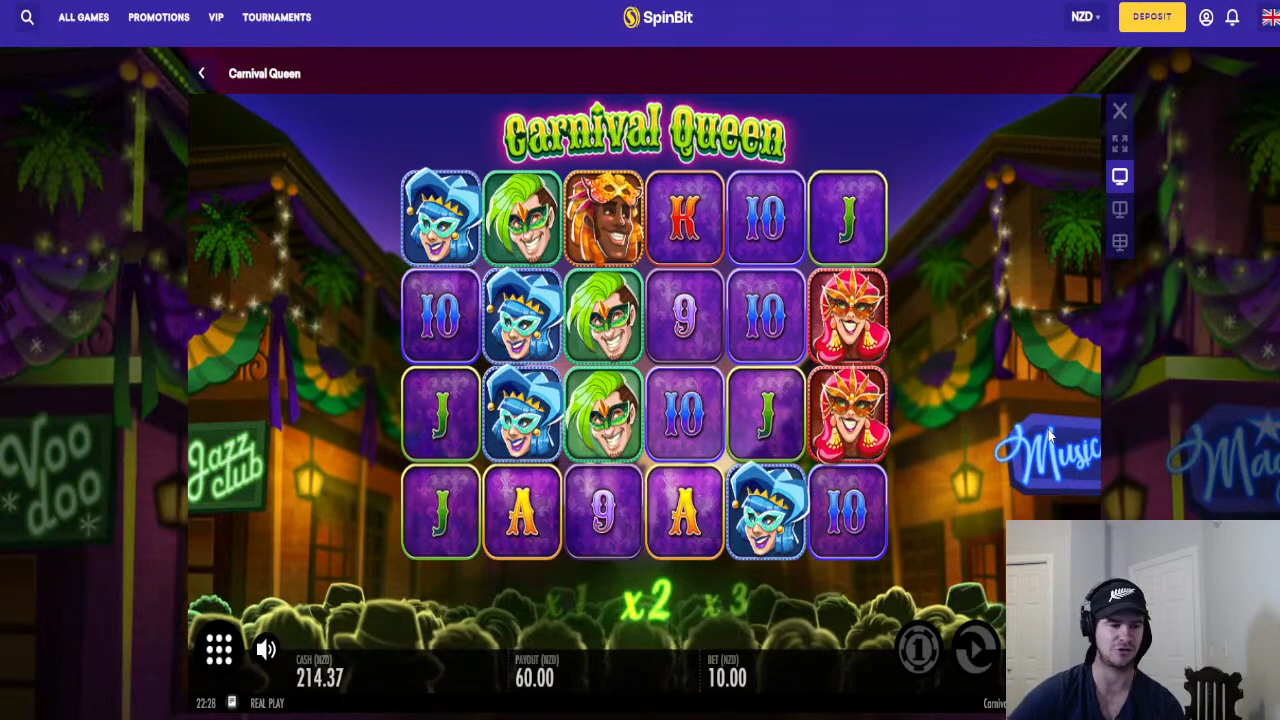 ALL GAMES PROMOTIONS VIP TOURNAMENTS SpinBit NZD DEPOSIT
Carnival Queen
Carnival Queen
K 10 J
10 9 10
J 10 J
J A 9 A 10
Voo
doo
Jazz
club
Music
x1 x2 x3
CASH (NZD) PAYOUT (NZD) BET (NZD)
214.37 60.00 10.00
1
22:28 REAL PLAY